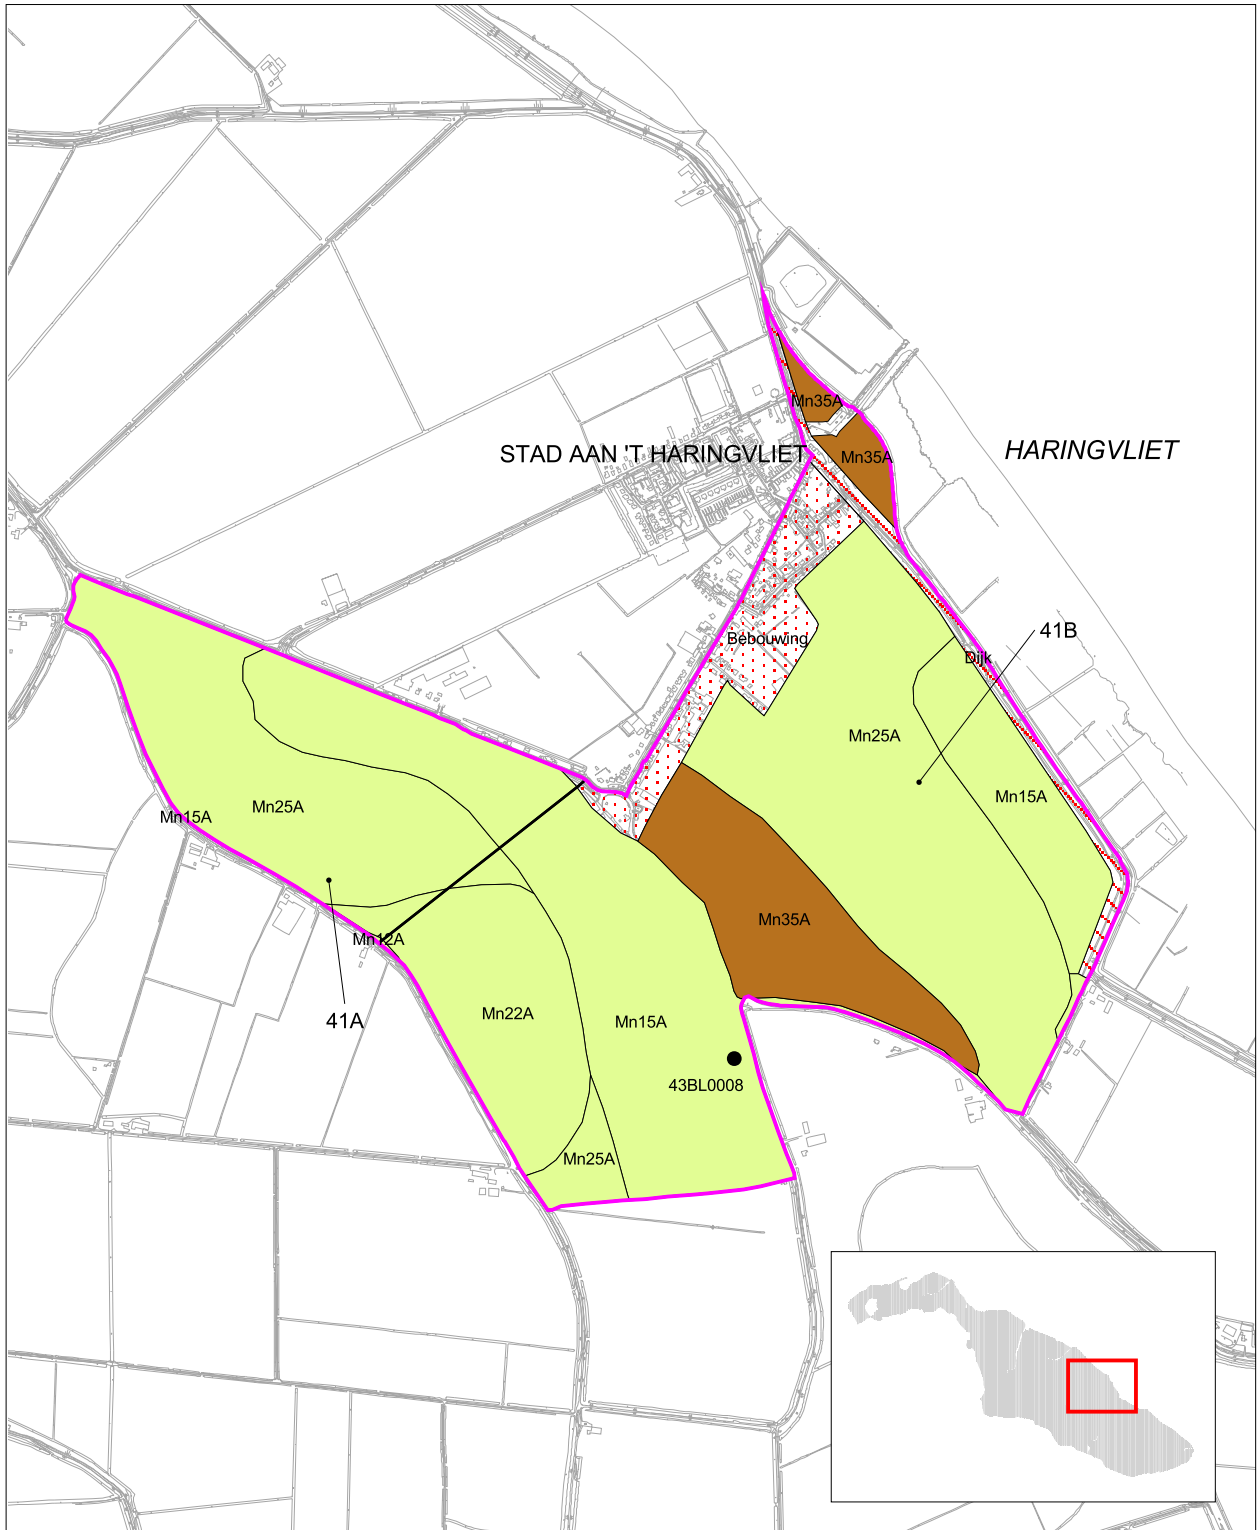 Mn35A
STAD AAN 'T HARINGVLIET
Mn35A
HARINGVLIET
41B
Bebouwing
Dijk
Mn25A
Mn15A
Mn25A
Mn15A
Mn35A
Mn12A
41A
Mn22A
Mn15A
43BL0008
Mn25A